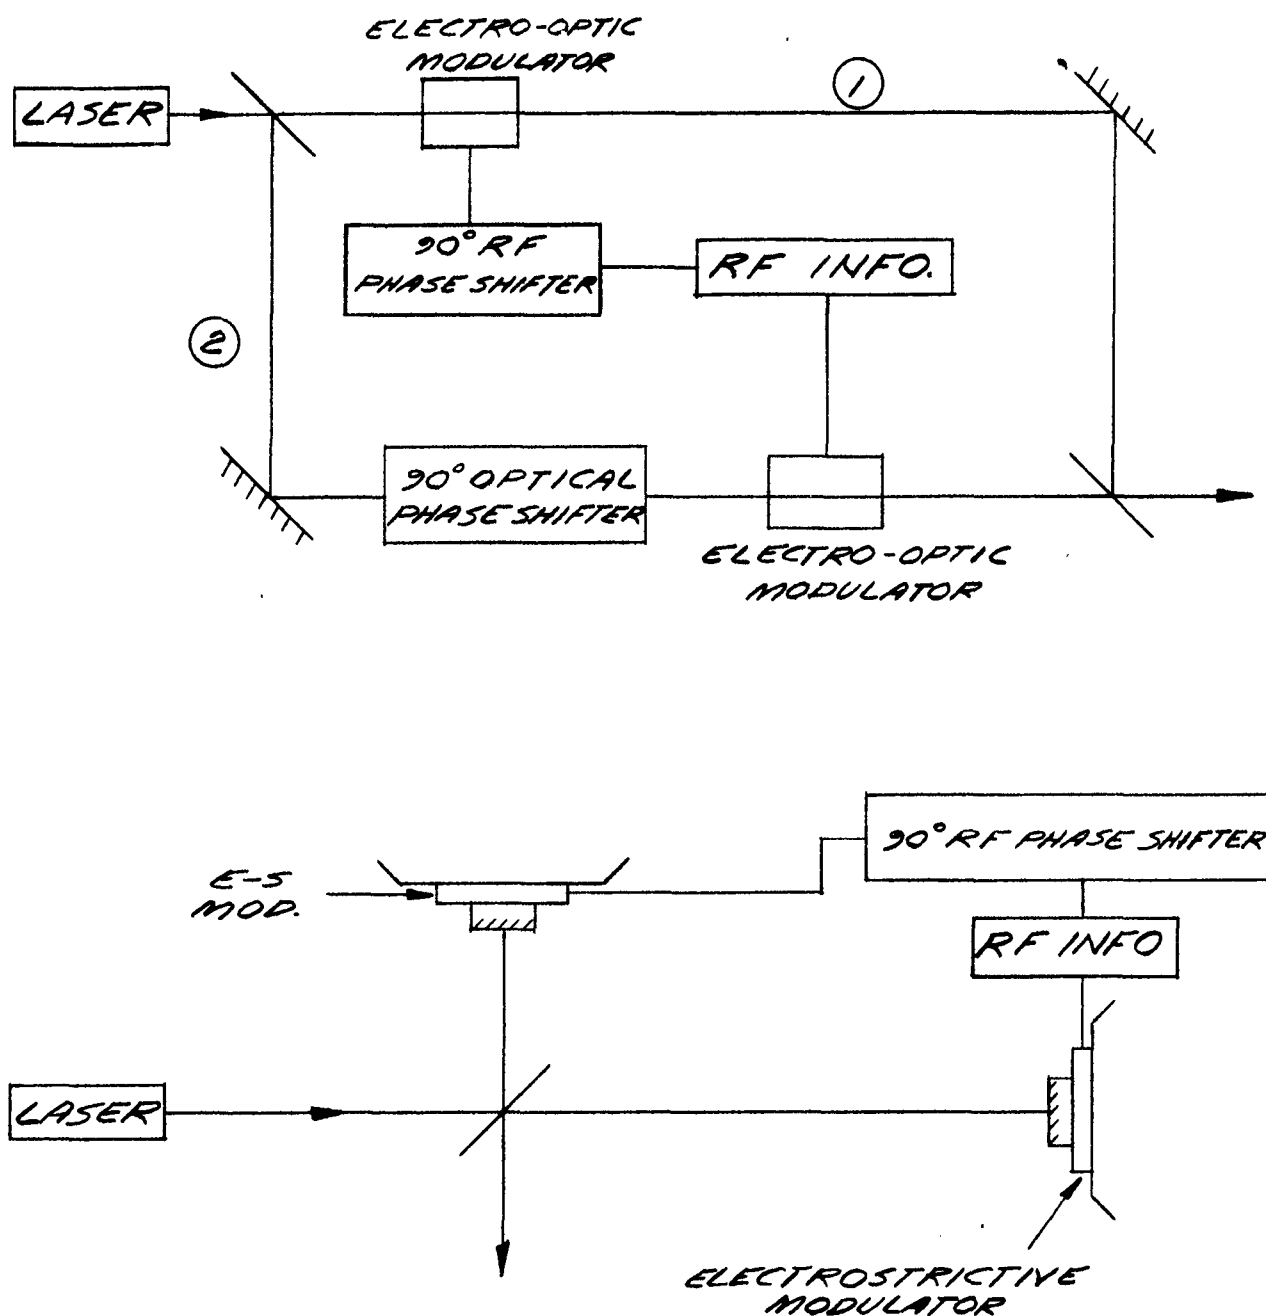 ELECTRO-OPTIC
MODULATOR
1
LASER
90° RF
PHASE SHIFTER
RF INFO.
2
90° OPTICAL
PHASE SHIFTER
ELECTRO-OPTIC
MODULATOR
90° RF PHASE SHIFTER
E-S
MOD.
RF INFO
LASER
ELECTROSTRICTIVE
MODULATOR